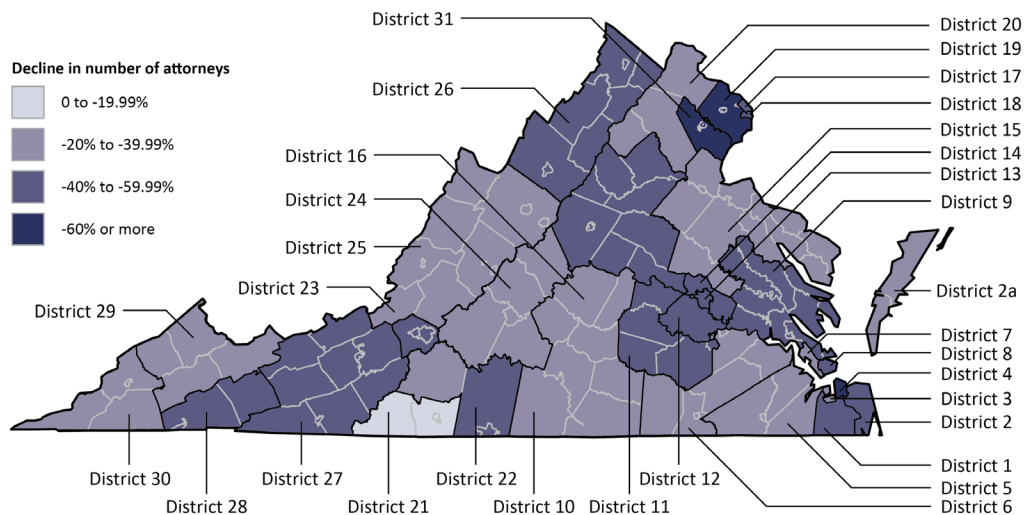 District 31
District 20
District 19
District 17
District 18
District 15
District 14
District 13
District 9
District 2a
District 7
District 8
District 4
District 3
District 2
District 1
District 5
District 6
Decline in number of attorneys
0 to -19.99%
-20% to -39.99%
-40% to -59.99%
-60% or more
District 26
District 16
District 24
District 25
District 23
District 29
District 30
District 28
District 27
District 21
District 22
District 10
District 11
District 12